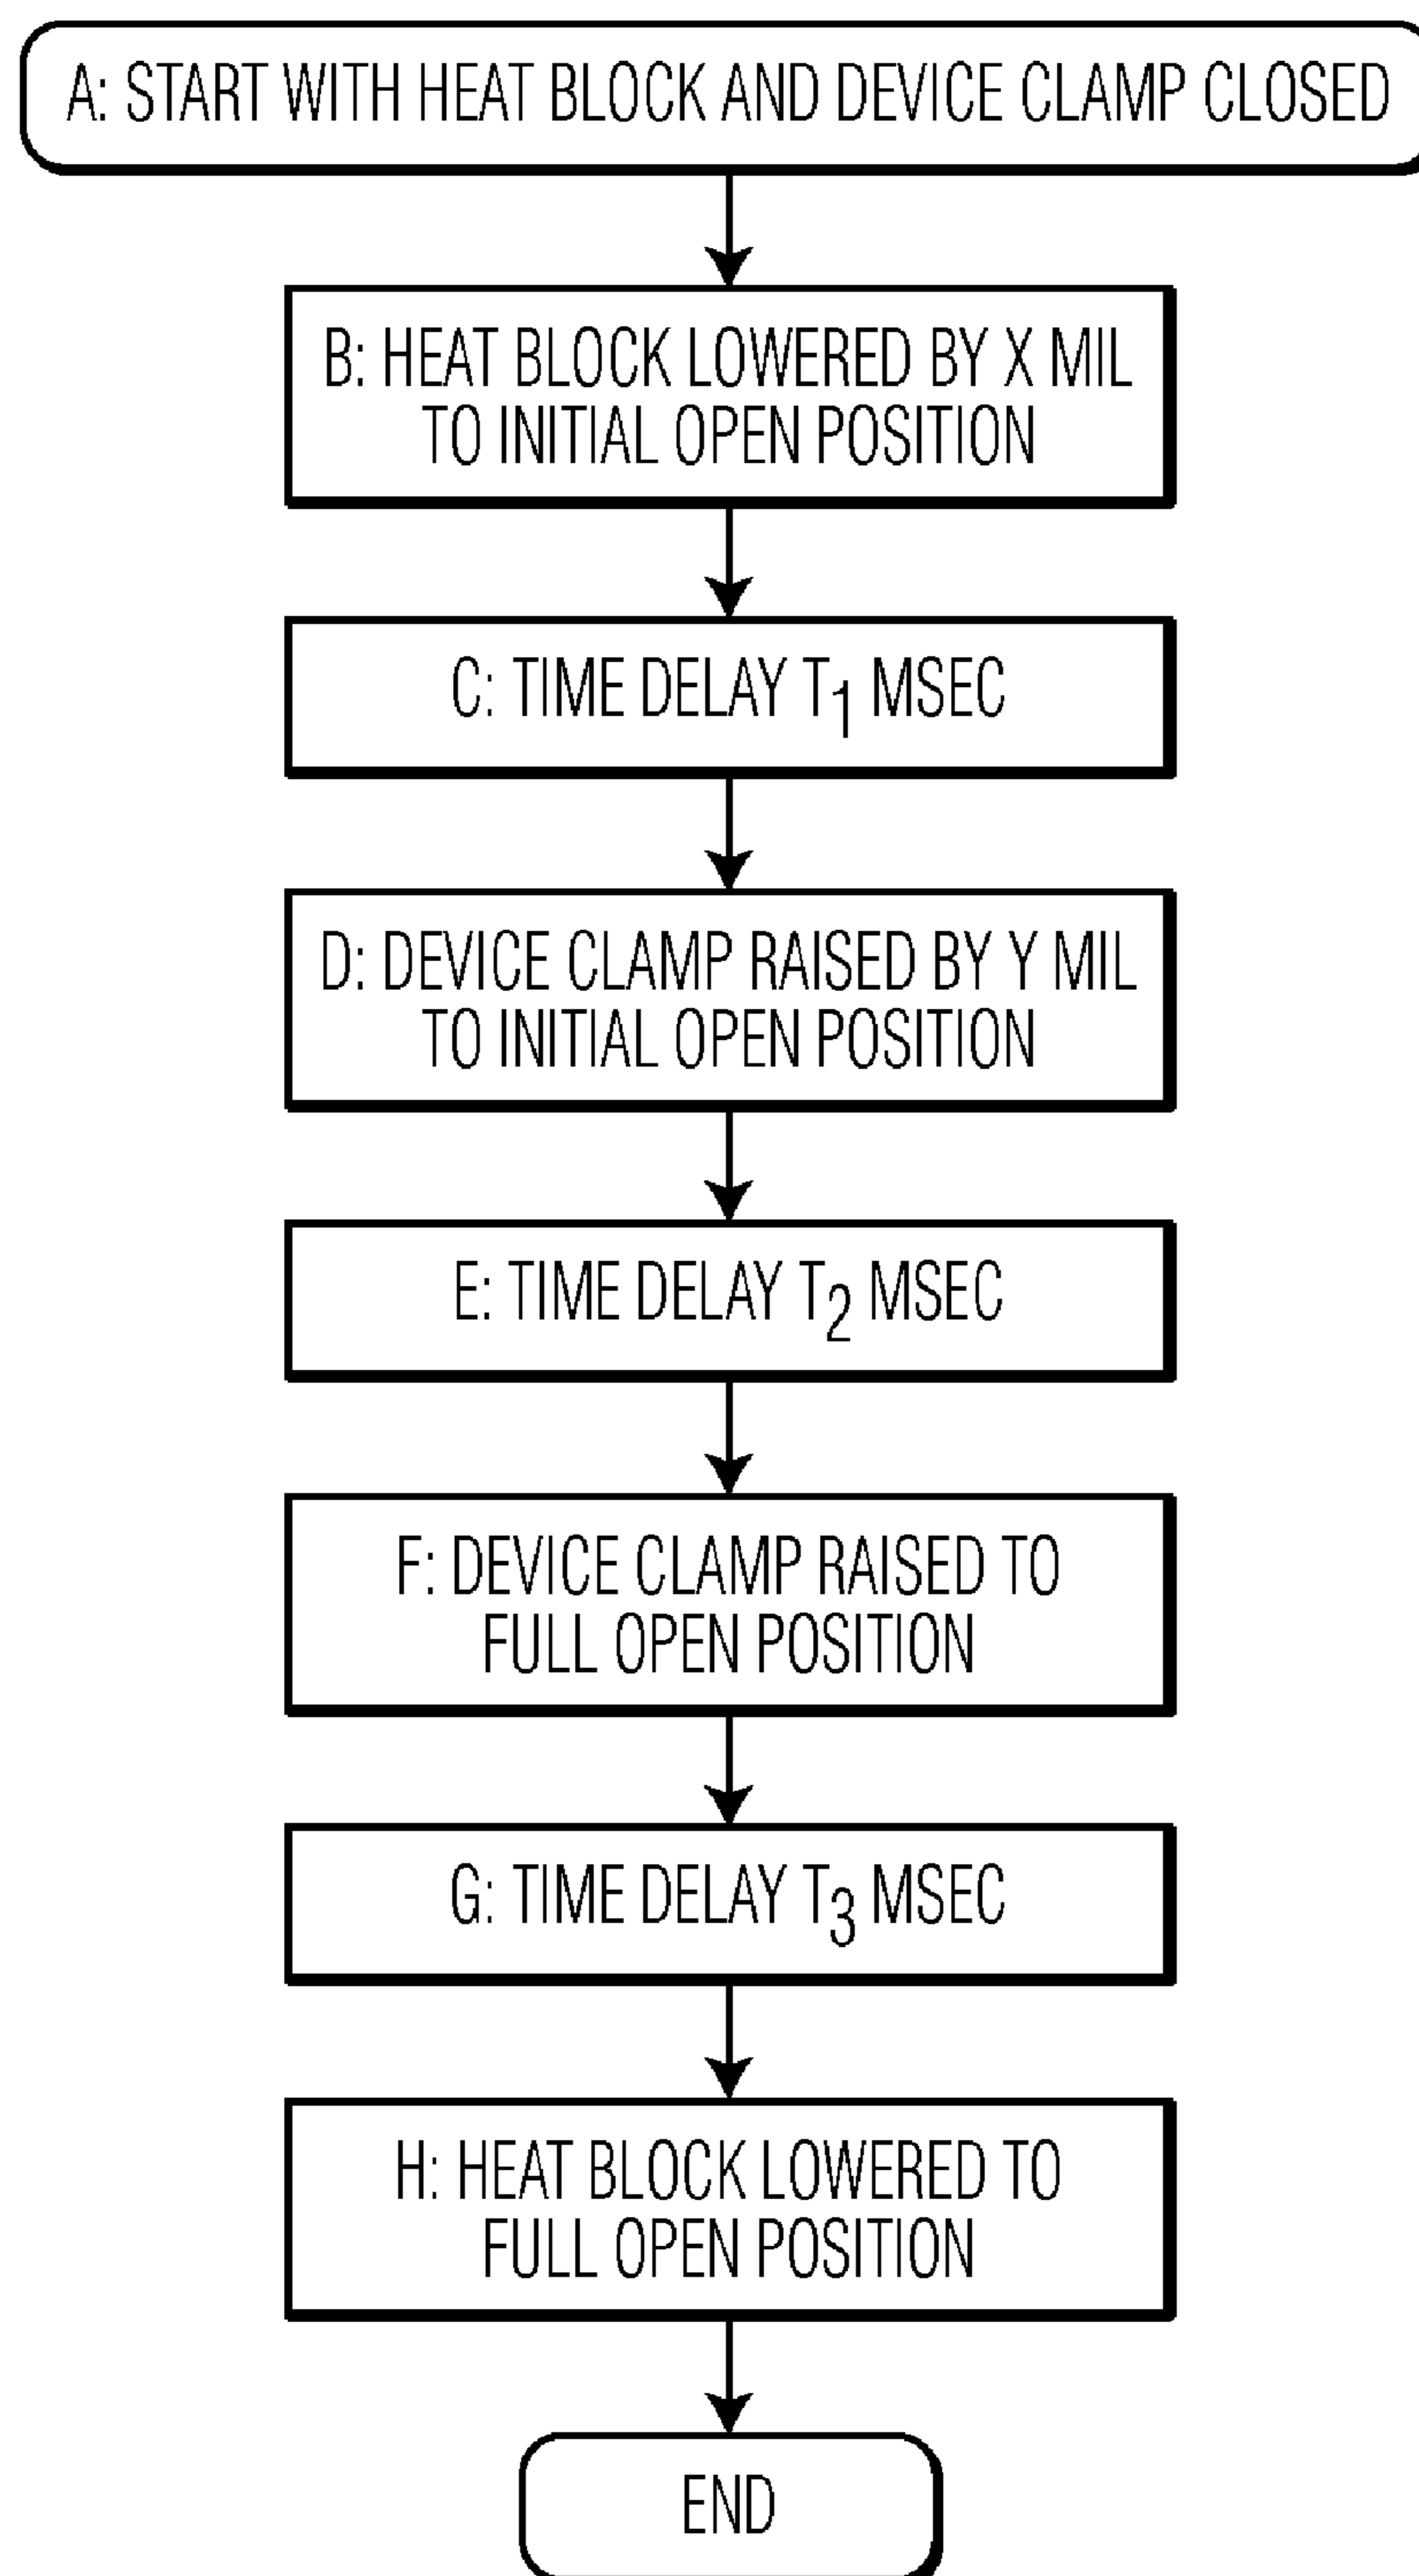 A: START WITH HEAT BLOCK AND DEVICE CLAMP CLOSED
B: HEAT BLOCK LOWERED BY X MIL
TO INITIAL OPEN POSITION
C: TIME DELAY T1 MSEC
D: DEVICE CLAMP RAISED BY Y MIL
TO INITIAL OPEN POSITION
E: TIME DELAY T2 MSEC
F: DEVICE CLAMP RAISED TO
FULL OPEN POSITION
G: TIME DELAY T3 MSEC
H: HEAT BLOCK LOWERED TO
FULL OPEN POSITION
END